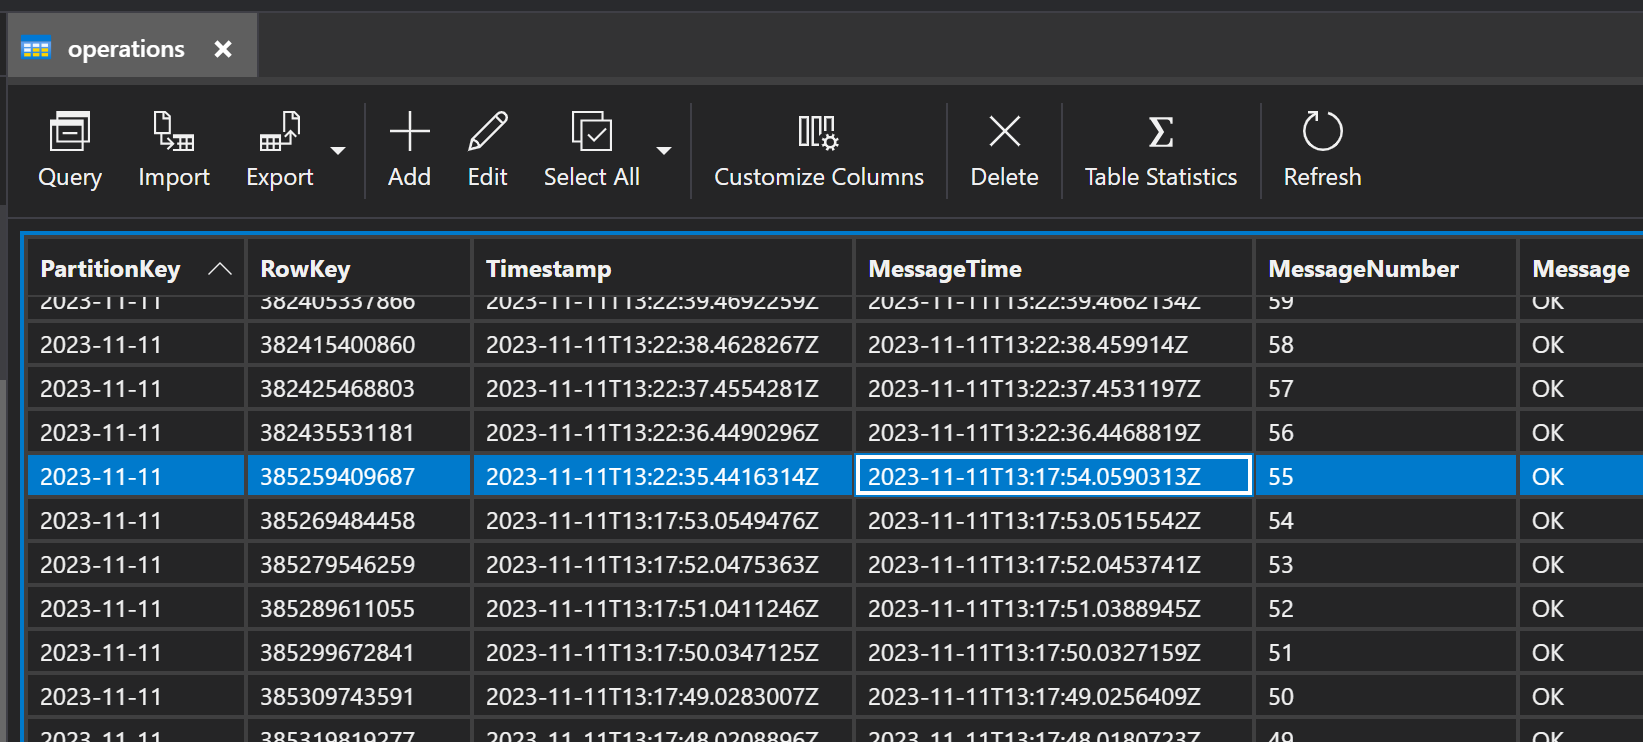 operations
Query Import Export Add Edit Select All Customize Columns Delete Table Statistics Refresh
PartitionKey RowKey Timestamp MessageTime MessageNumber Message
2023-11-11 382405337866 2023-11-11T13:22:39.4692259Z 2023-11-11T13:22:39.4662134Z 59 OK
2023-11-11 382415400860 2023-11-11T13:22:38.4628267Z 2023-11-11T13:22:38.459914Z 58 OK
2023-11-11 382425468803 2023-11-11T13:22:37.4554281Z 2023-11-11T13:22:37.4531197Z 57 OK
2023-11-11 382435531181 2023-11-11T13:22:36.4490296Z 2023-11-11T13:22:36.4468819Z 56 OK
2023-11-11 385259409687 2023-11-11T13:22:35.4416314Z 2023-11-11T13:17:54.0590313Z 55 OK
2023-11-11 385269484458 2023-11-11T13:17:53.0549476Z 2023-11-11T13:17:53.0515542Z 54 OK
2023-11-11 385279546259 2023-11-11T13:17:52.0475363Z 2023-11-11T13:17:52.0453741Z 53 OK
2023-11-11 385289611055 2023-11-11T13:17:51.0411246Z 2023-11-11T13:17:51.0388945Z 52 OK
2023-11-11 385299672841 2023-11-11T13:17:50.0347125Z 2023-11-11T13:17:50.0327159Z 51 OK
2023-11-11 385309743591 2023-11-11T13:17:49.0283007Z 2023-11-11T13:17:49.0256409Z 50 OK
2023-11-11 385319819277 2023-11-11T13:17:48.0208896Z 2023-11-11T13:17:48.0180723Z 49 OK